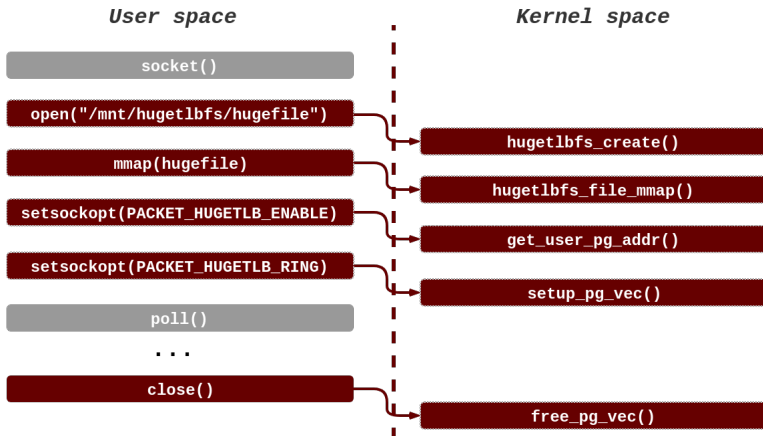 User space
Kernel space
socket()
open("/mnt/hugetlbfs/hugefile")
hugetlbfs_create()
mmap(hugefile)
hugetlbfs_file_mmap()
setsockopt(PACKET_HUGETLB_ENABLE)
get_user_pg_addr()
setsockopt(PACKET_HUGETLB_RING)
setup_pg_vec()
poll()
...
close()
free_pg_vec()